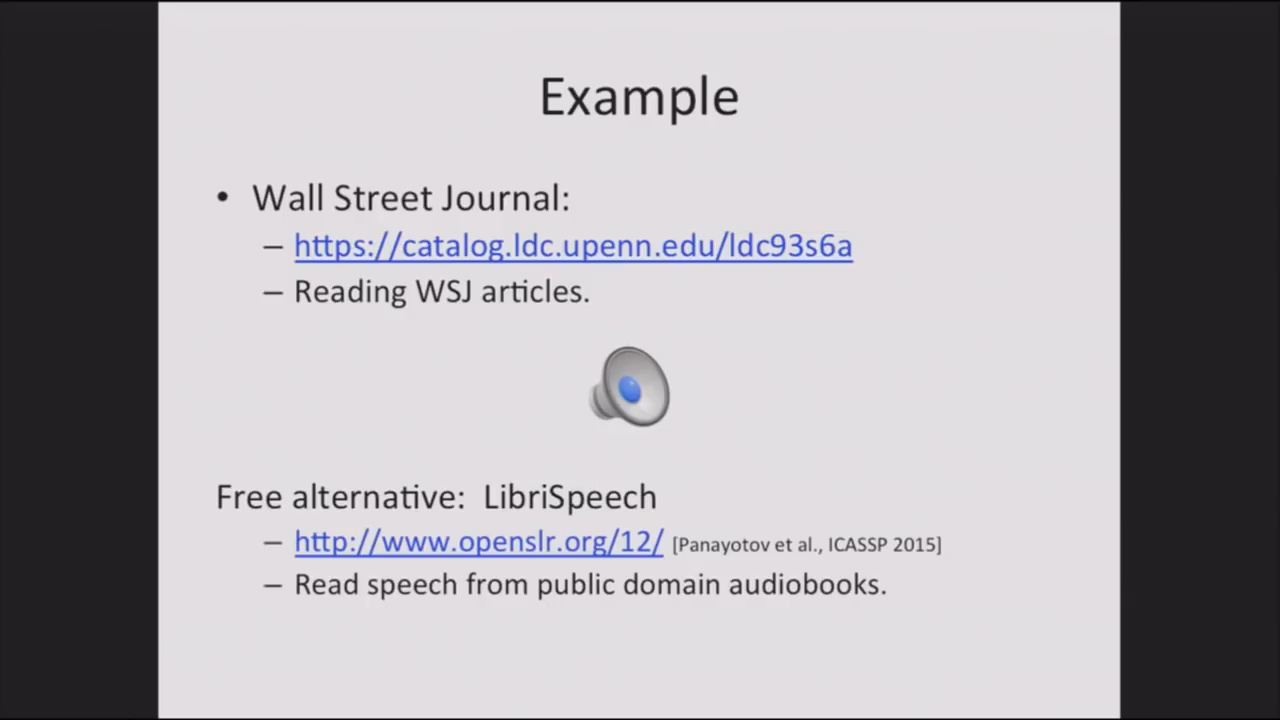 Example
• Wall Street Journal:
– https://catalog.ldc.upenn.edu/ldc93s6a
– Reading WSJ articles.
Free alternative: LibriSpeech
– http://www.openslr.org/12/ [Panayotov et al., ICASSP 2015]
– Read speech from public domain audiobooks.